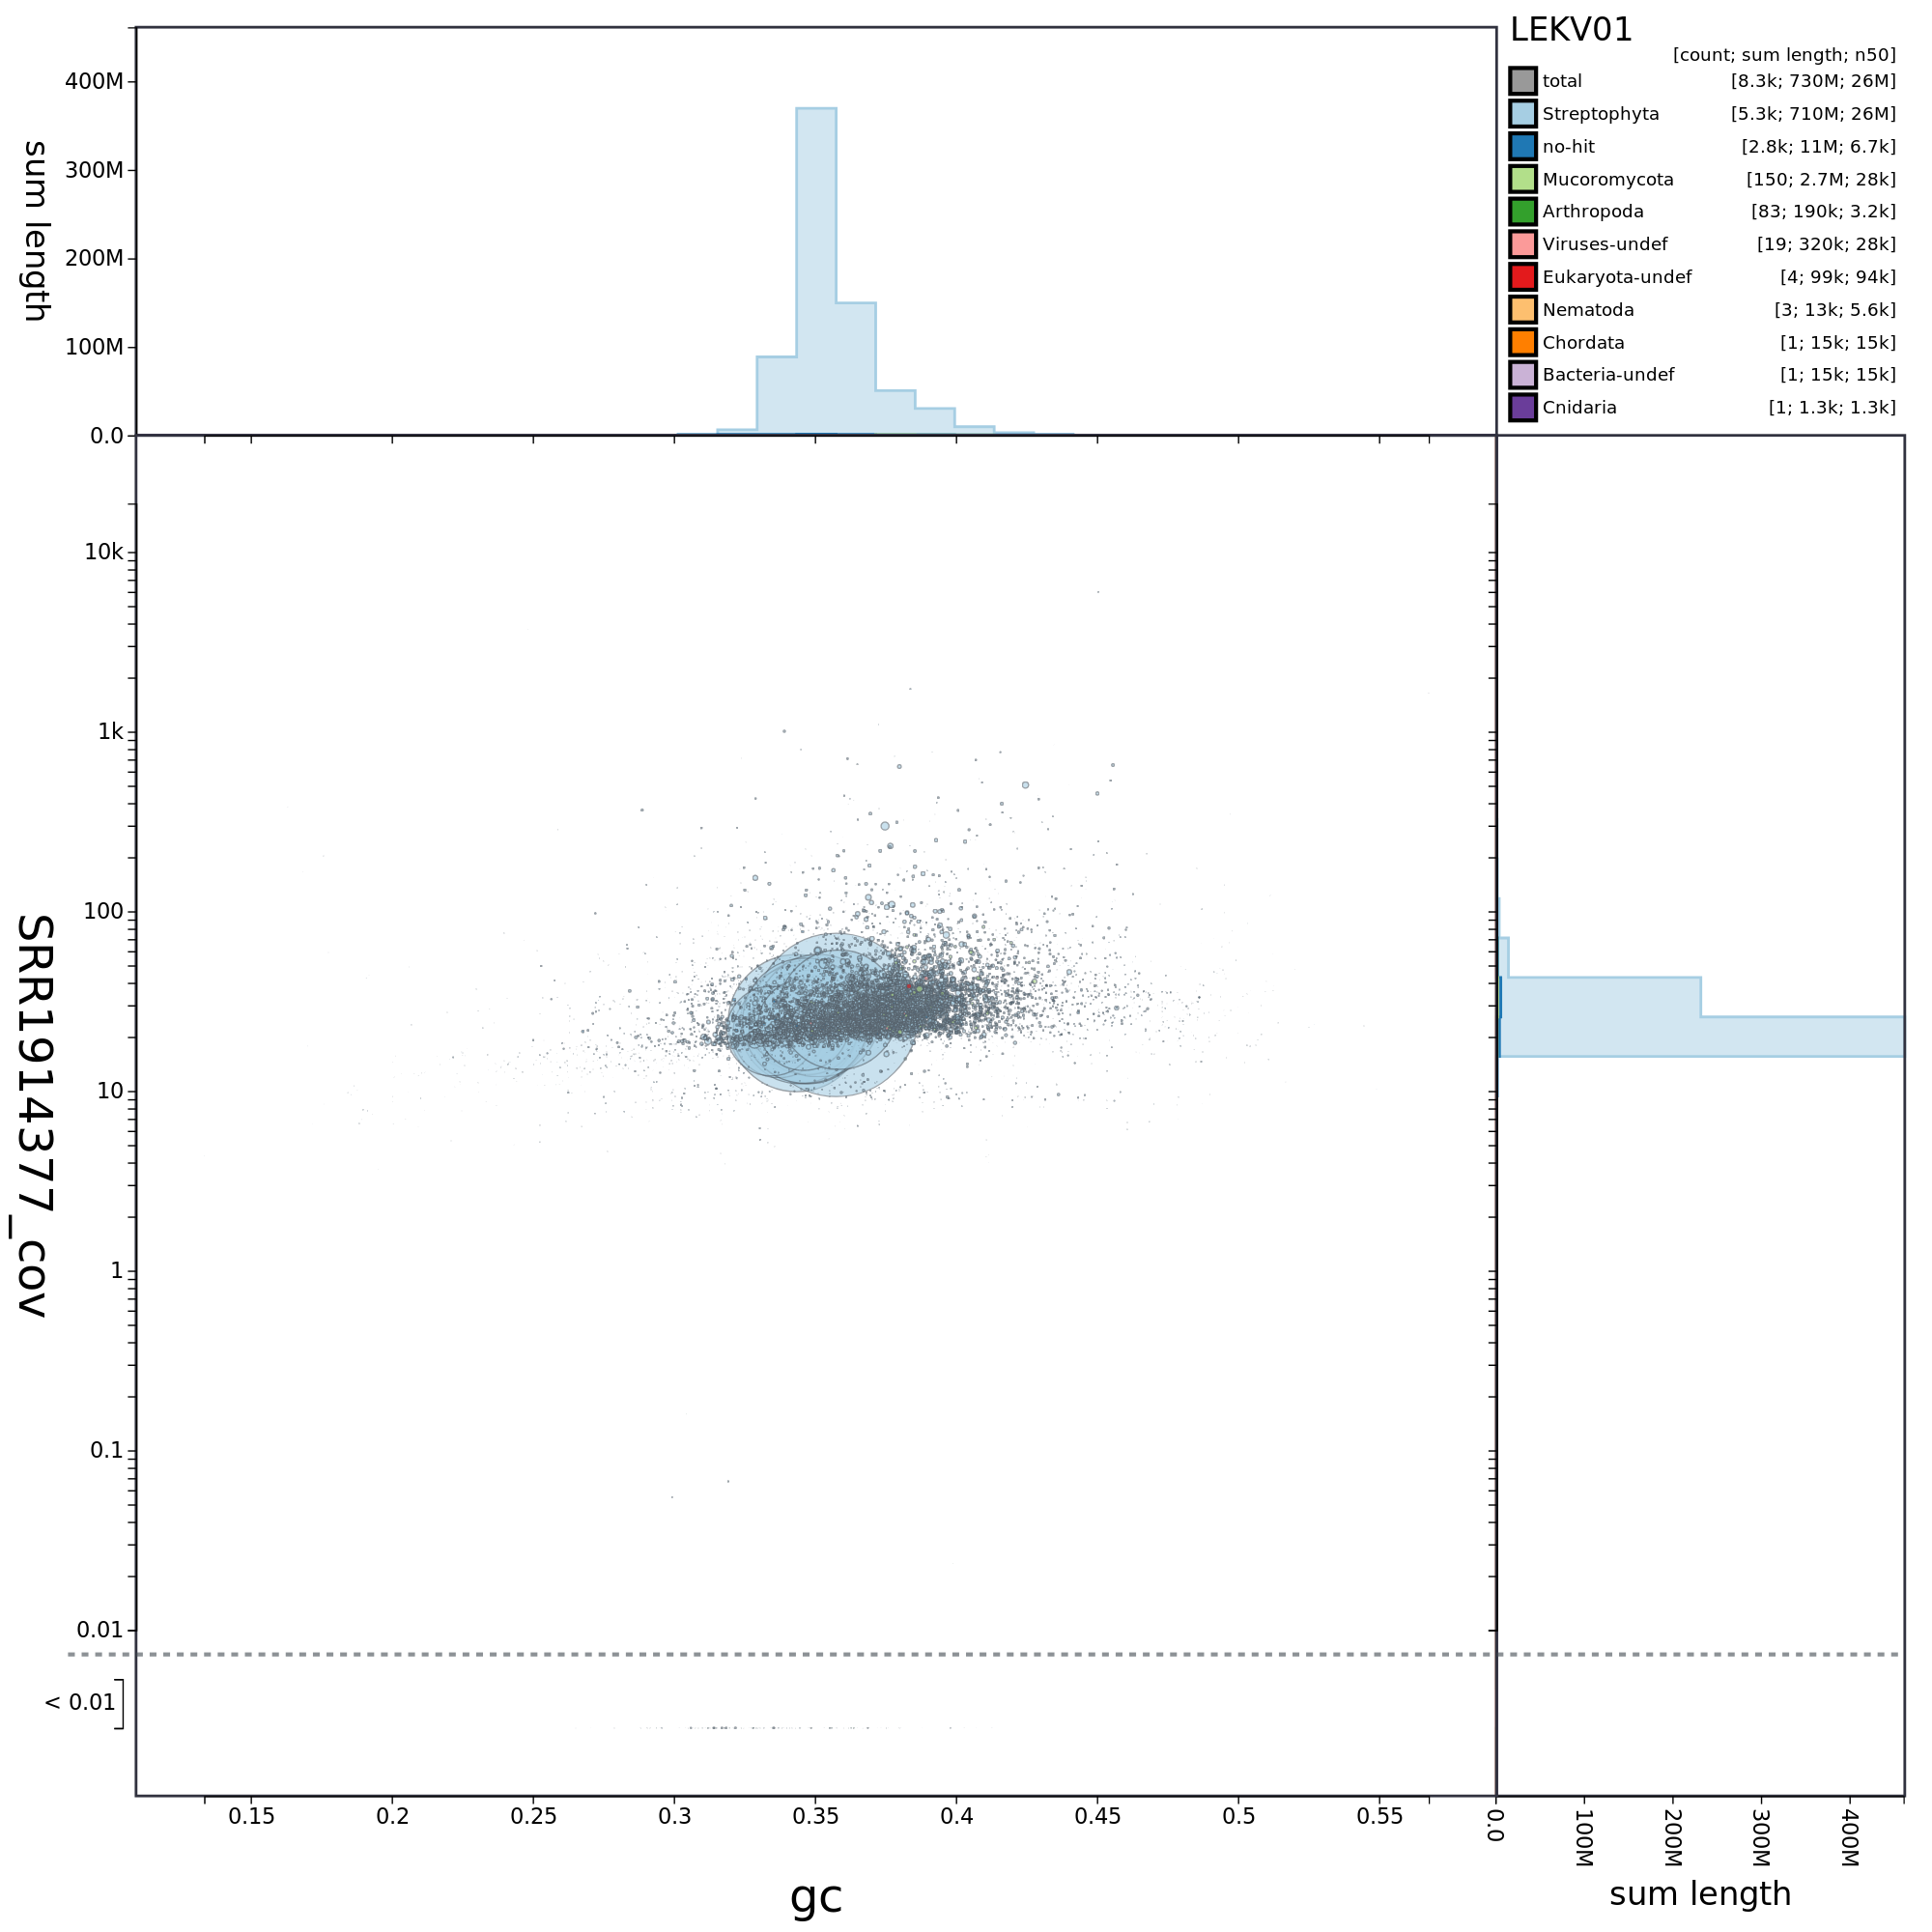 LEKV01
[count; sum length; n50]
total [8.3k; 730M; 26M]
Streptophyta [5.3k; 710M; 26M]
no-hit [2.8k; 11M; 6.7k]
Mucoromycota [150; 2.7M; 28k]
Arthropoda [83; 190k; 3.2k]
Viruses-undef [19; 320k; 28k]
Eukaryota-undef [4; 99k; 94k]
Nematoda [3; 13k; 5.6k]
Chordata [1; 15k; 15k]
Bacteria-undef [1; 15k; 15k]
Cnidaria [1; 1.3k; 1.3k]
sum length
400M
300M
200M
100M
0.0
SRR1914377_cov
10k
1k
100
10
1
0.1
0.01
< 0.01
0.15 0.2 0.25 0.3 0.35 0.4 0.45 0.5 0.55
gc
0.0 100M 200M 300M 400M
sum length